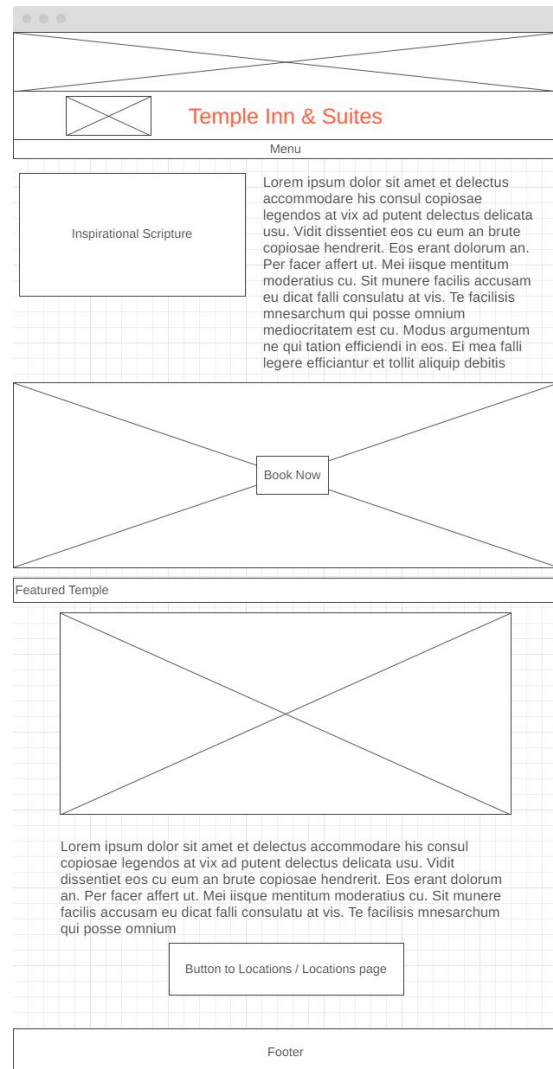 Temple Inn & Suites
Menu
Inspirational Scripture
Lorem ipsum dolor sit amet et delectus
accommodare his consul copiosae
legendos at vix ad putent delectus delicata
usu. Vidit dissentiet eos cu eum an brute
copiosae hendrerit. Eos erant dolorum an.
Per facer affert ut. Mei iisque mentitum
moderatius cu. Sit munere facilis accusam
eu dicat falli consulatu at vis. Te facilisis
mnesarchum qui posse omnium
mediocritatem est cu. Modus argumentum
ne qui tation efficiendi in eos. Ei mea falli
legere efficiantur et tollit aliquip debitis
Book Now
Featured Temple
Lorem ipsum dolor sit amet et delectus accommodare his consul
copiosae legendos at vix ad putent delectus delicata usu. Vidit
dissentiet eos cu eum an brute copiosae hendrerit. Eos erant dolorum
an. Per facer affert ut. Mei iisque mentitum moderatius cu. Sit munere
facilis accusam eu dicat falli consulatu at vis. Te facilisis mnesarchum
qui posse omnium
Button to Locations / Locations page
Footer